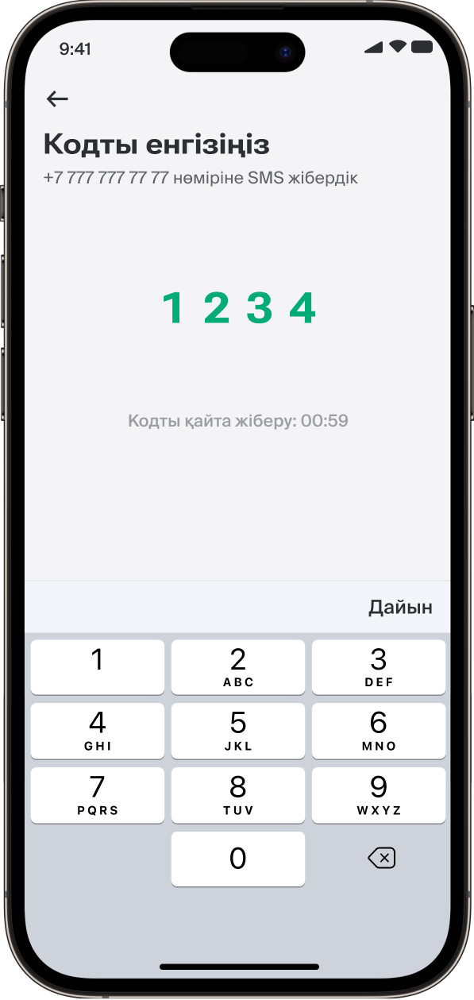 9:41
Кодты енгізіңіз
+7 777 777 77 77 нөміріне SMS жібердік
1 2 3 4
Кодты қайта жіберу: 00:59
Дайын
1 2 3
ABC DEF
4 5 6
GHI JKL MNO
7 8 9
PQRS TUV WXYZ
0